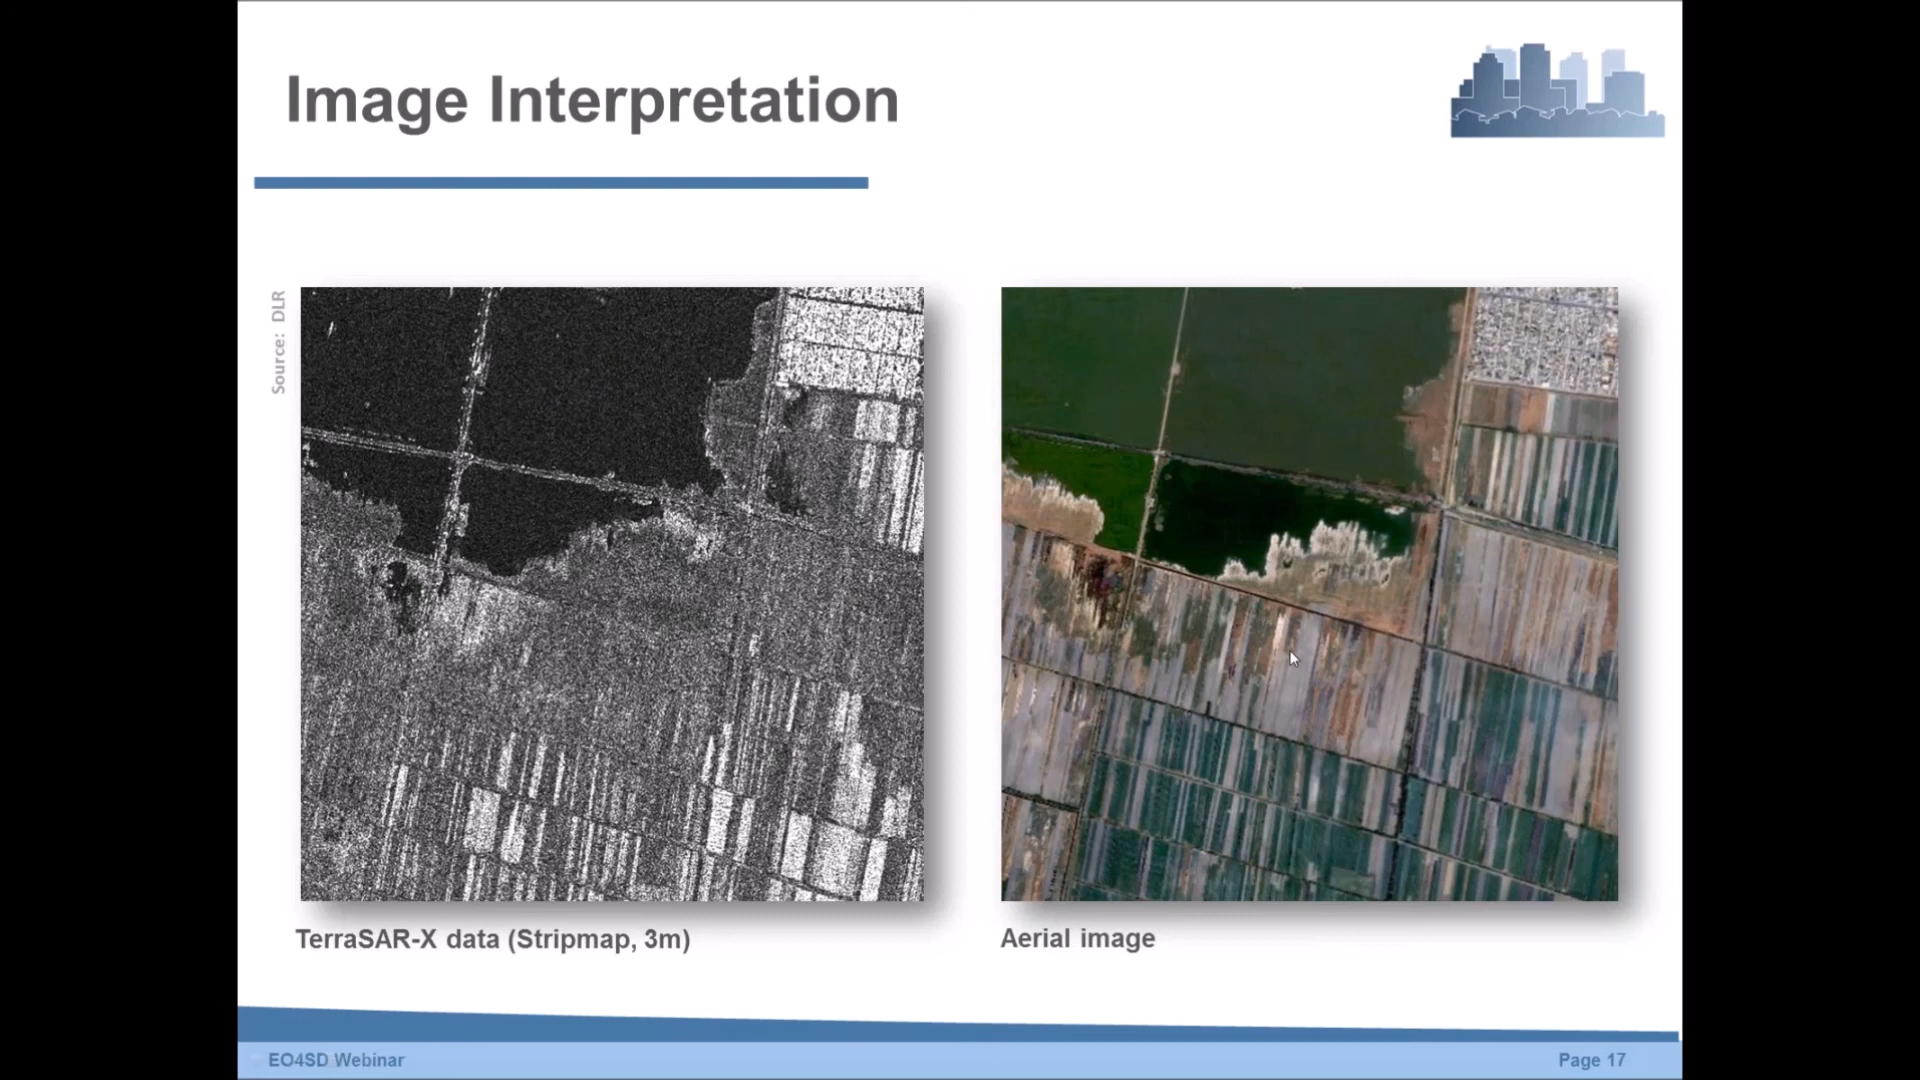 Image Interpretation
Source: DLR
TerraSAR-X data (Stripmap, 3m)
Aerial image
EO4SD Webinar
Page 17